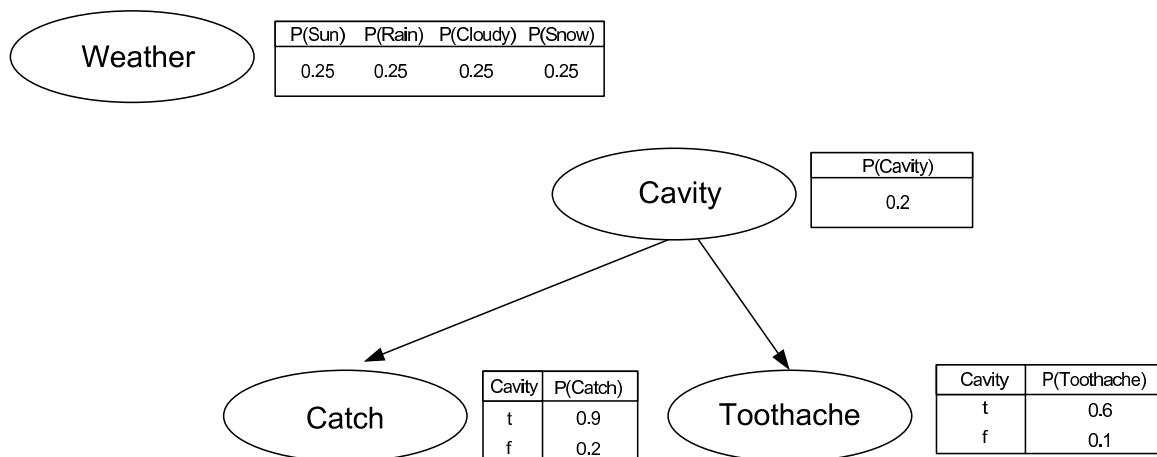 Weather
P(Sun) P(Rain) P(Cloudy) P(Snow)
0.25 0.25 0.25 0.25
Cavity
P(Cavity)
0.2
Catch
Cavity P(Catch)
t 0.9
f 0.2
Toothache
Cavity P(Toothache)
t 0.6
f 0.1